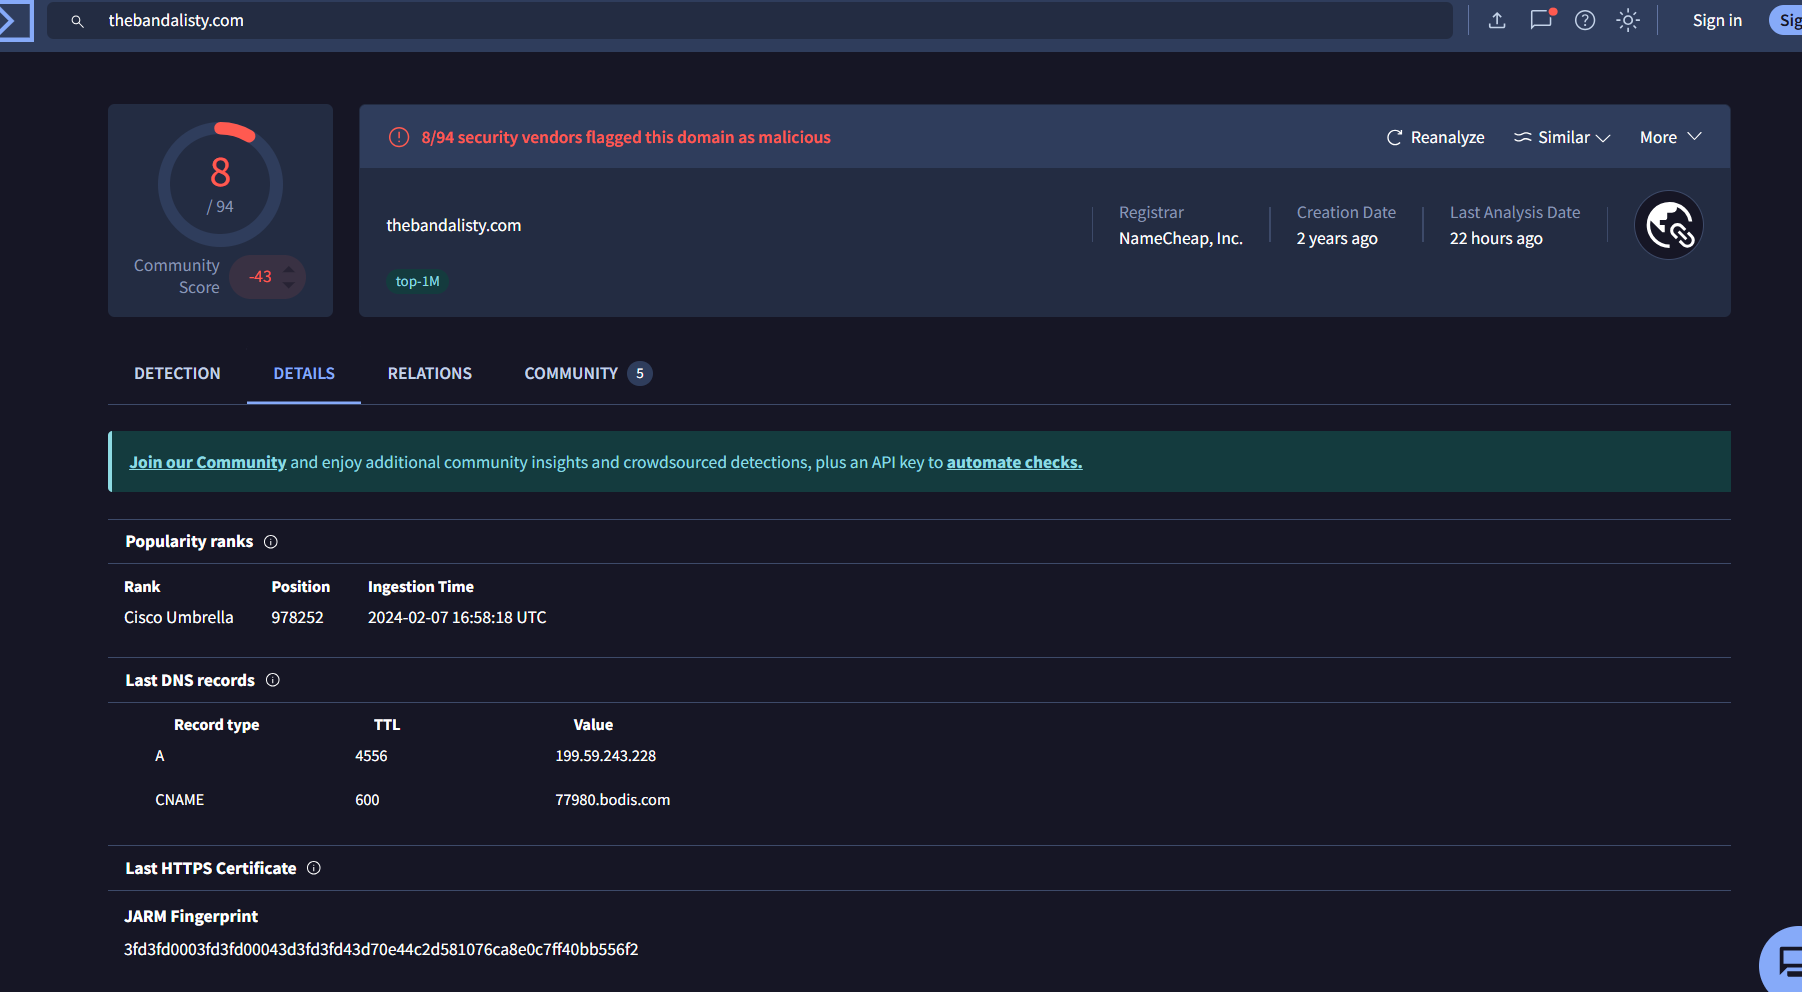 thebandalisty.com
Sign in
Sig
8
/ 94
Community
Score
-43
8/94 security vendors flagged this domain as malicious
Reanalyze
Similar
More
thebandalisty.com
top-1M
Registrar
NameCheap, Inc.
Creation Date
2 years ago
Last Analysis Date
22 hours ago
DETECTION
DETAILS
RELATIONS
COMMUNITY 5
Join our Community and enjoy additional community insights and crowdsourced detections, plus an API key to automate checks.
Popularity ranks
Rank Position Ingestion Time
Cisco Umbrella 978252 2024-02-07 16:58:18 UTC
Last DNS records
Record type TTL Value
A 4556 199.59.243.228
CNAME 600 77980.bodis.com
Last HTTPS Certificate
JARM Fingerprint
3fd3fd0003fd3fd00043d3fd3fd43d70e44c2d581076ca8e0c7ff40bb556f2